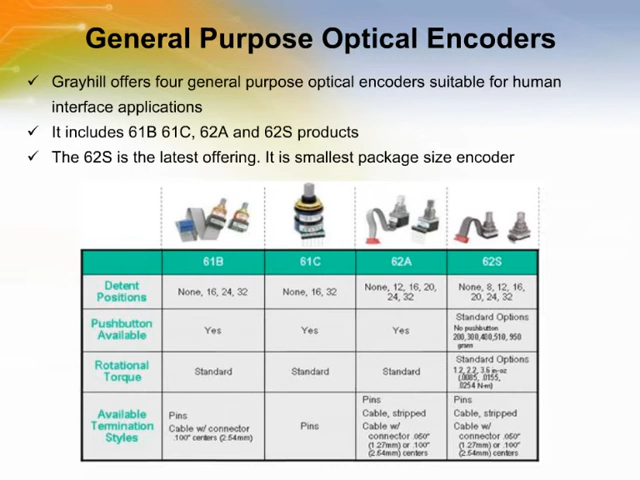 General Purpose Optical Encoders
✓ Grayhill offers four general purpose optical encoders suitable for human
interface applications
✓ It includes 61B 61C, 62A and 62S products
✓ The 62S is the latest offering. It is smallest package size encoder
61B 61C 62A 62S
Detent
Positions
None, 16, 24, 32
None, 16, 32
None, 12, 16, 20,
24, 32
None, 8, 12, 16,
20, 24, 32
Pushbutton
Available
Yes
Yes
Yes
Standard Options
No pushbutton
200,300,400,510, 950
gram
Rotational
Torque
Standard
Standard
Standard
Standard Options
1.2, 2.2, 3.6 in-oz
(.0085, .0155,
.0254 N·m)
Available
Termination
Styles
Pins
Cable w/ connector
.100" centers (2.54mm)
Pins
Pins
Cable, stripped
Cable w/
connector .050"
(1.27mm) or .100"
(2.54mm) centers
Pins
Cable, stripped
Cable w/
connector .050"
(1.27mm) or .100"
(2.54mm) centers